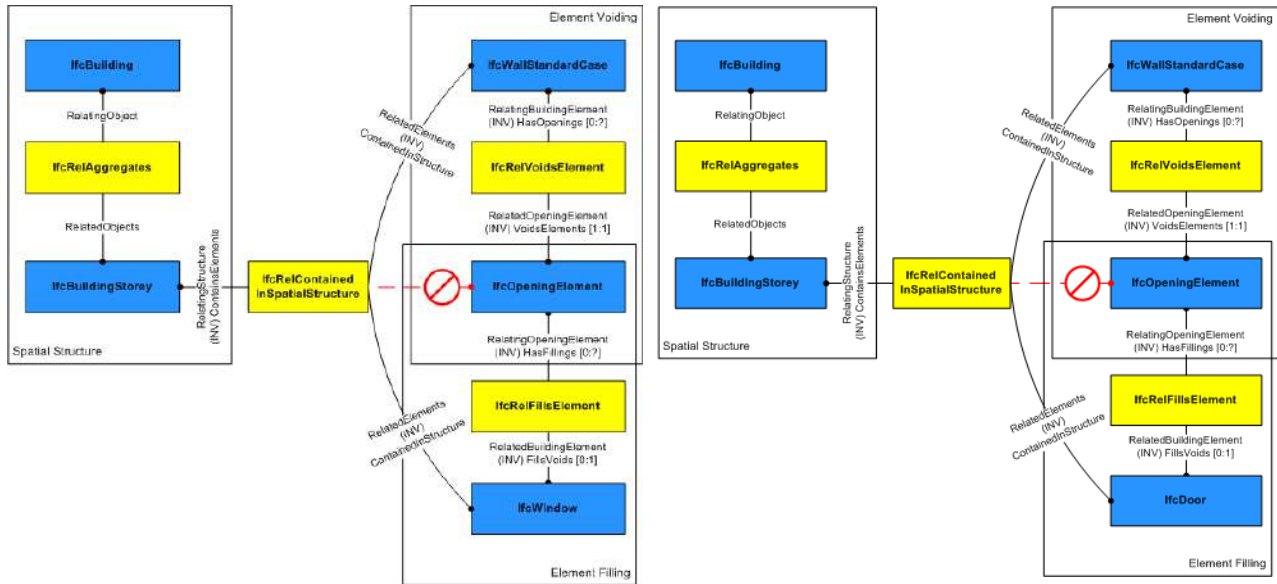 Element Voiding
IfcBuilding
IfcWallStandardCase
RelatingObject
RelatingBuildingElement
(INV) HasOpenings [0:?]
RelatedElements
(INV)
ContainedInStructure
IfcRelAggregates
IfcRelVoidsElement
RelatedObjects
RelatedOpeningElement
(INV) VoidsElements [1:1]
IfcBuildingStorey
RelatingStructure
(INV) ContainsElements
IfcRelContained
InSpatialStructure
IfcOpeningElement
Spatial Structure
RelatingOpeningElement
(INV) HasFillings [0:?]
IfcRelFillsElement
RelatedElements
(INV)
ContainedInStructure
RelatedBuildingElement
(INV) FillsVoids [0:1]
IfcWindow
Element Filling
Element Voiding
IfcBuilding
IfcWallStandardCase
RelatingObject
RelatingBuildingElement
(INV) HasOpenings [0:?]
RelatedElements
(INV)
ContainedInStructure
IfcRelAggregates
IfcRelVoidsElement
RelatedObjects
RelatedOpeningElement
(INV) VoidsElements [1:1]
IfcBuildingStorey
RelatingStructure
(INV) ContainsElements
IfcRelContained
InSpatialStructure
IfcOpeningElement
Spatial Structure
RelatingOpeningElement
(INV) HasFillings [0:?]
IfcRelFillsElement
RelatedElements
(INV)
ContainedInStructure
RelatedBuildingElement
(INV) FillsVoids [0:1]
IfcDoor
Element Filling